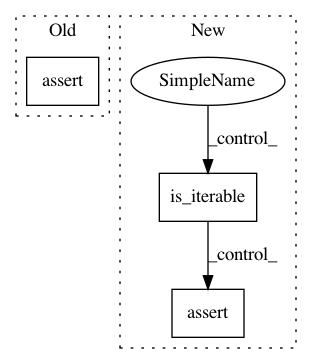 Old
New
assert
SimpleName
_control_
is_iterable
_control_
assert